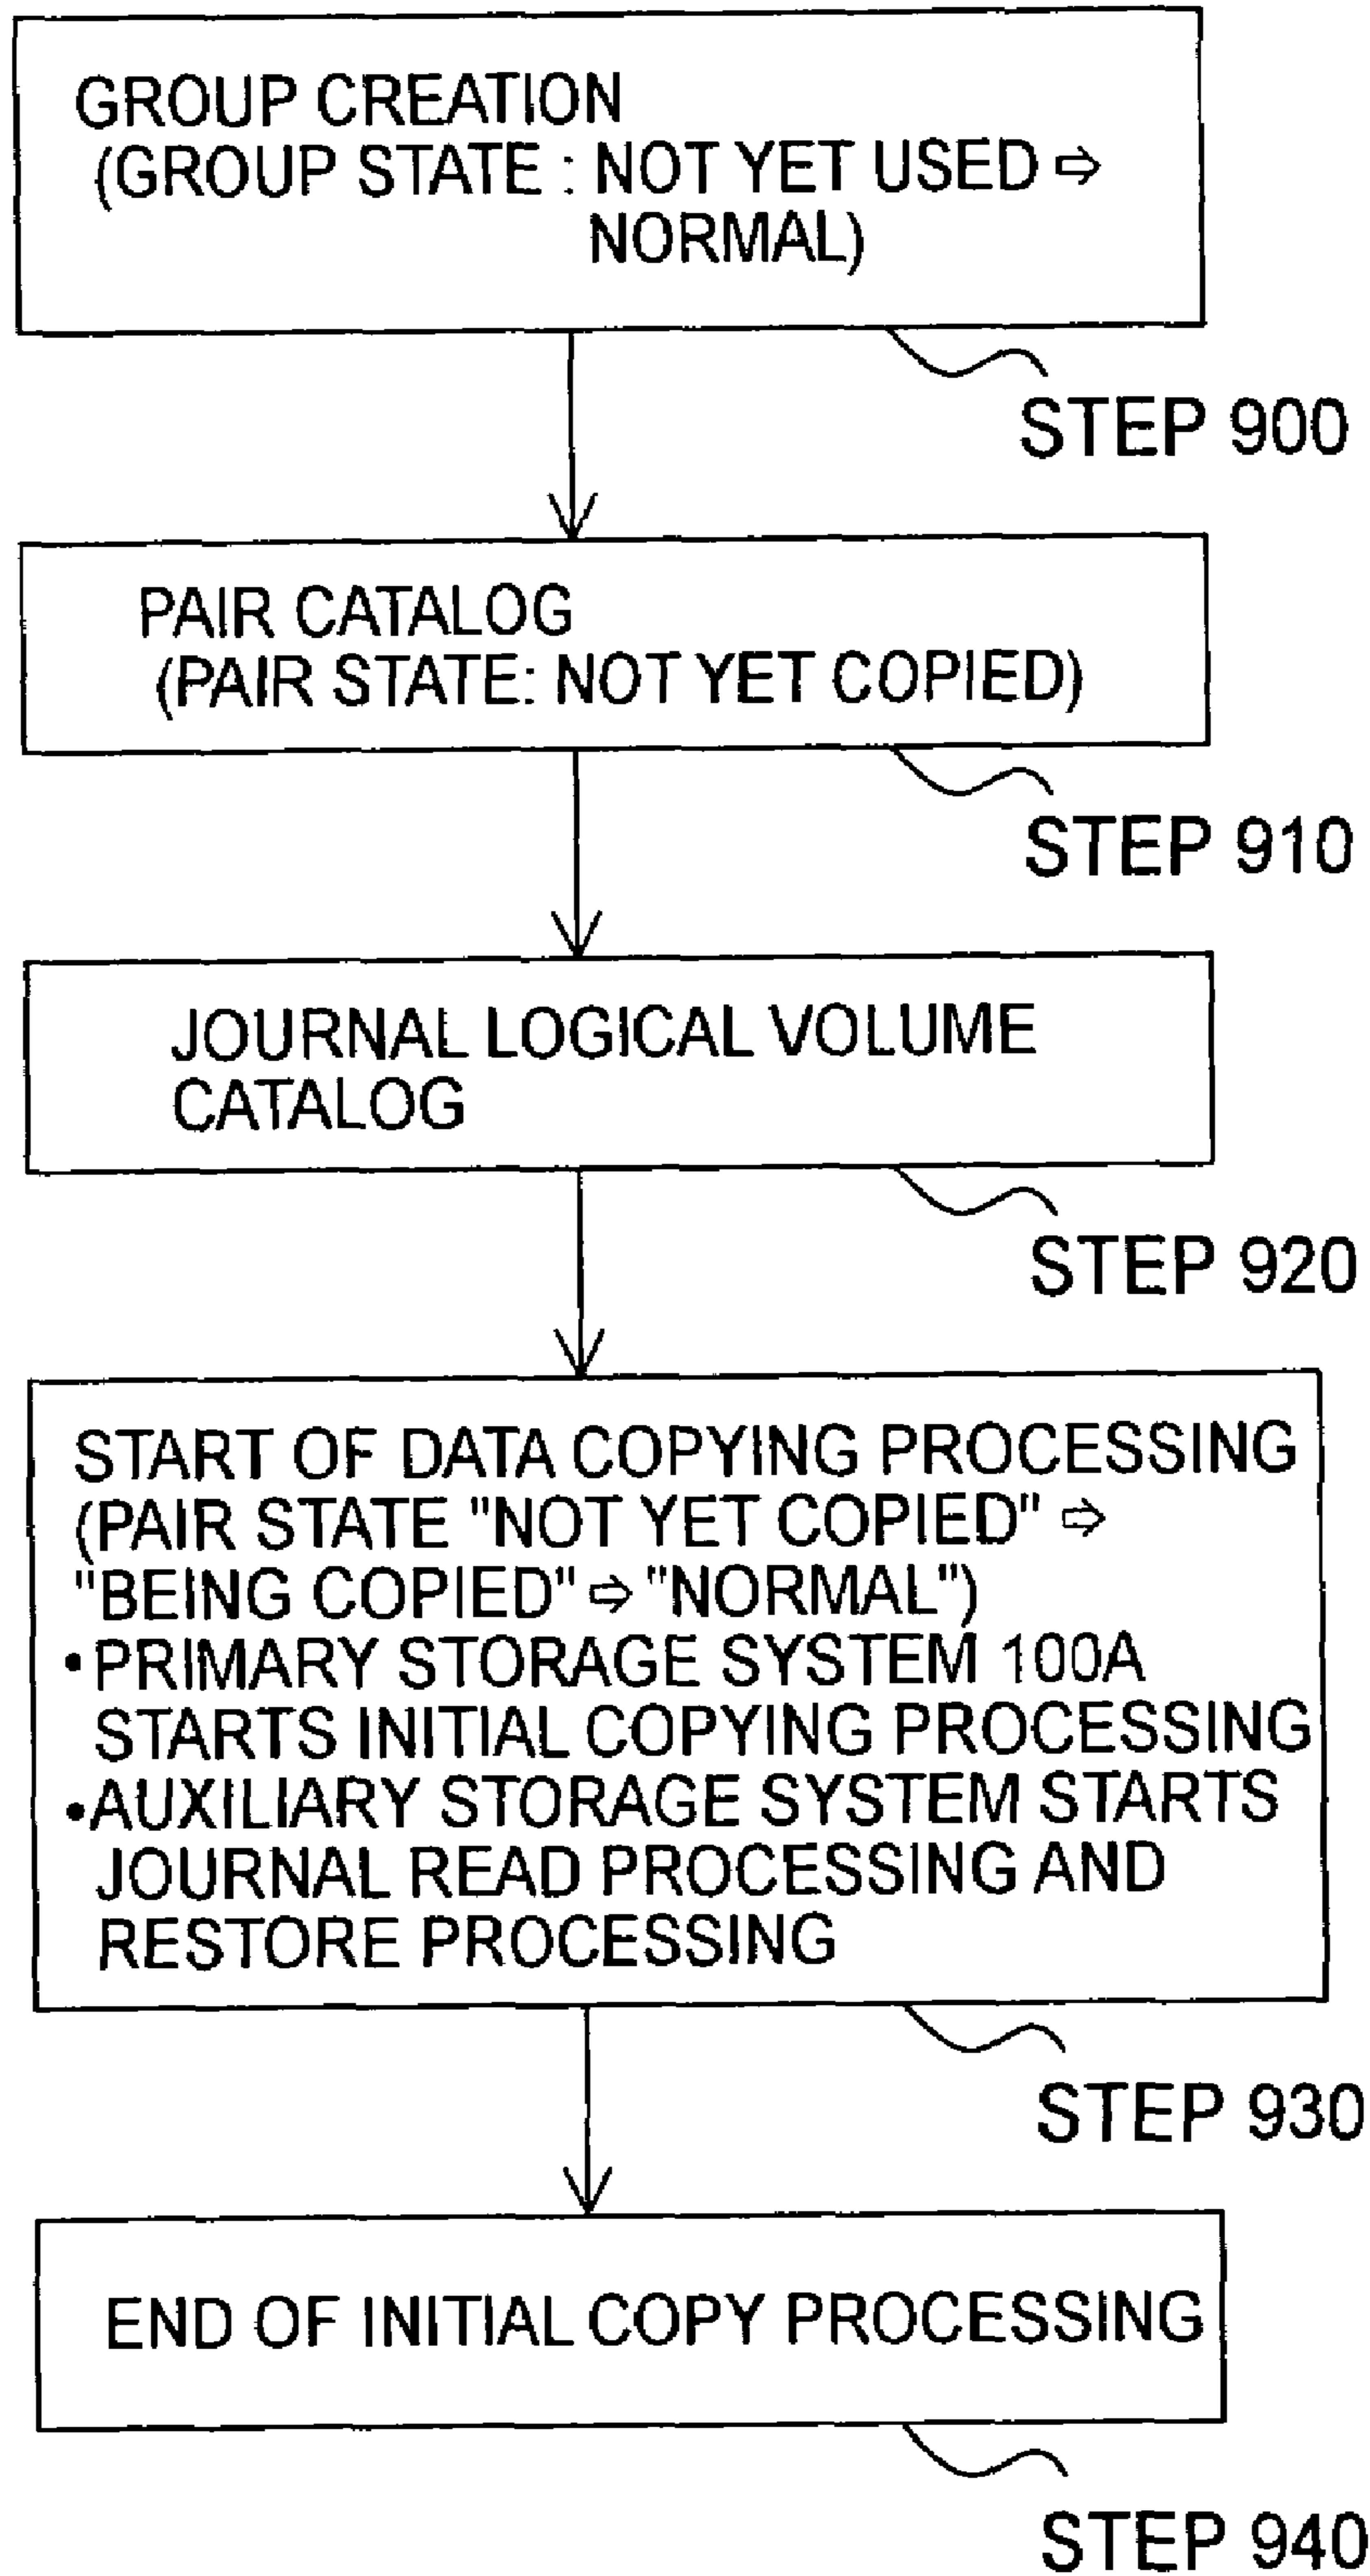 GROUP CREATION
(GROUP STATE : NOT YET USED ⇨
NORMAL)
STEP 900
PAIR CATALOG
(PAIR STATE: NOT YET COPIED)
STEP 910
JOURNAL LOGICAL VOLUME
CATALOG
STEP 920
START OF DATA COPYING PROCESSING
(PAIR STATE "NOT YET COPIED" ⇨
"BEING COPIED" ⇨ "NORMAL")
•PRIMARY STORAGE SYSTEM 100A
STARTS INITIAL COPYING PROCESSING
•AUXILIARY STORAGE SYSTEM STARTS
JOURNAL READ PROCESSING AND
RESTORE PROCESSING
STEP 930
END OF INITIAL COPY PROCESSING
STEP 940